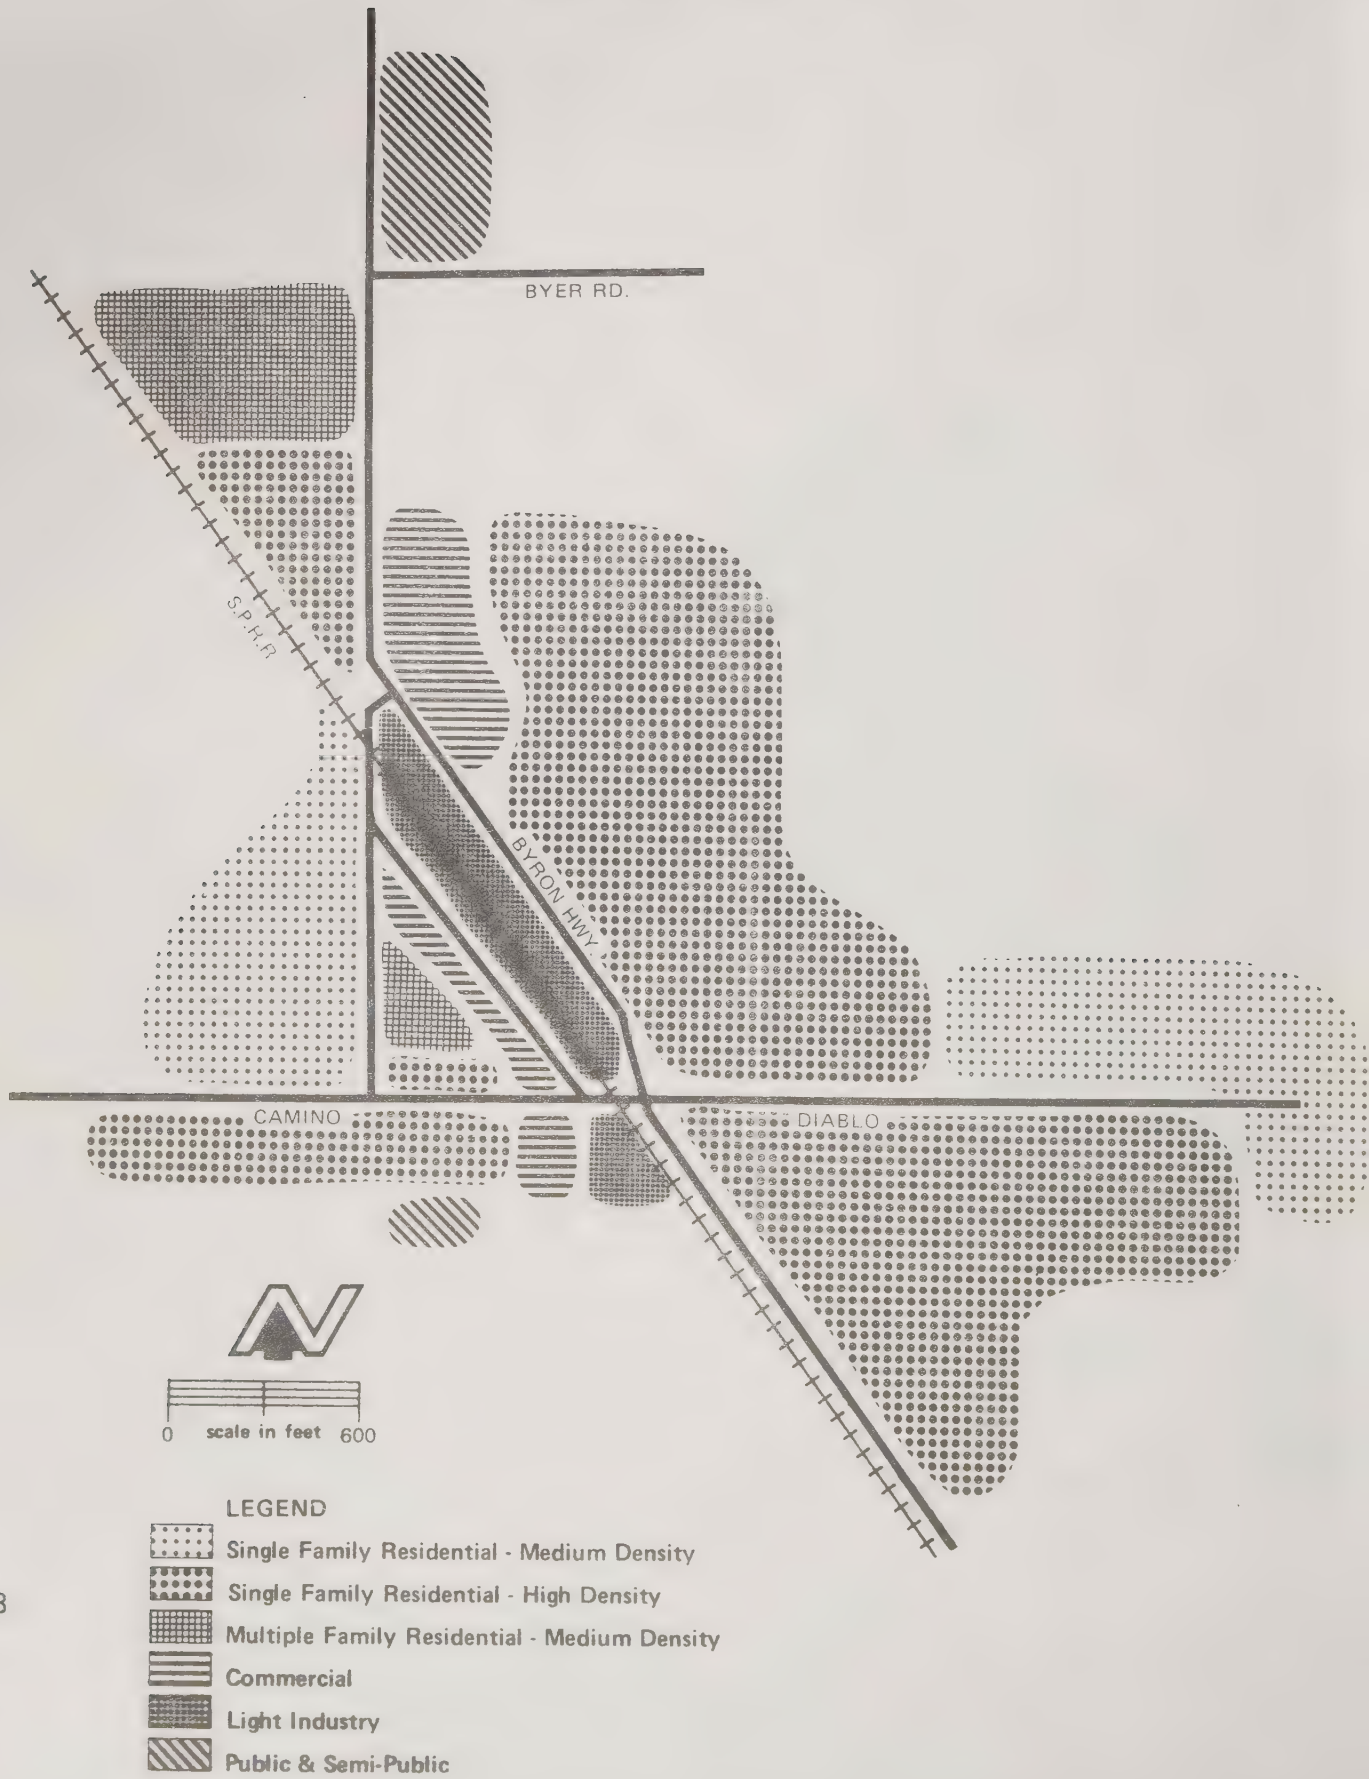 BYER RD.
S.P.R.R
BYRON HWY.
CAMINO DIABLO
N
0 scale in feet 600
LEGEND
Single Family Residential - Medium Density
Single Family Residential - High Density
8
Multiple Family Residential - Medium Density
Commercial
Light Industry
Public & Semi-Public